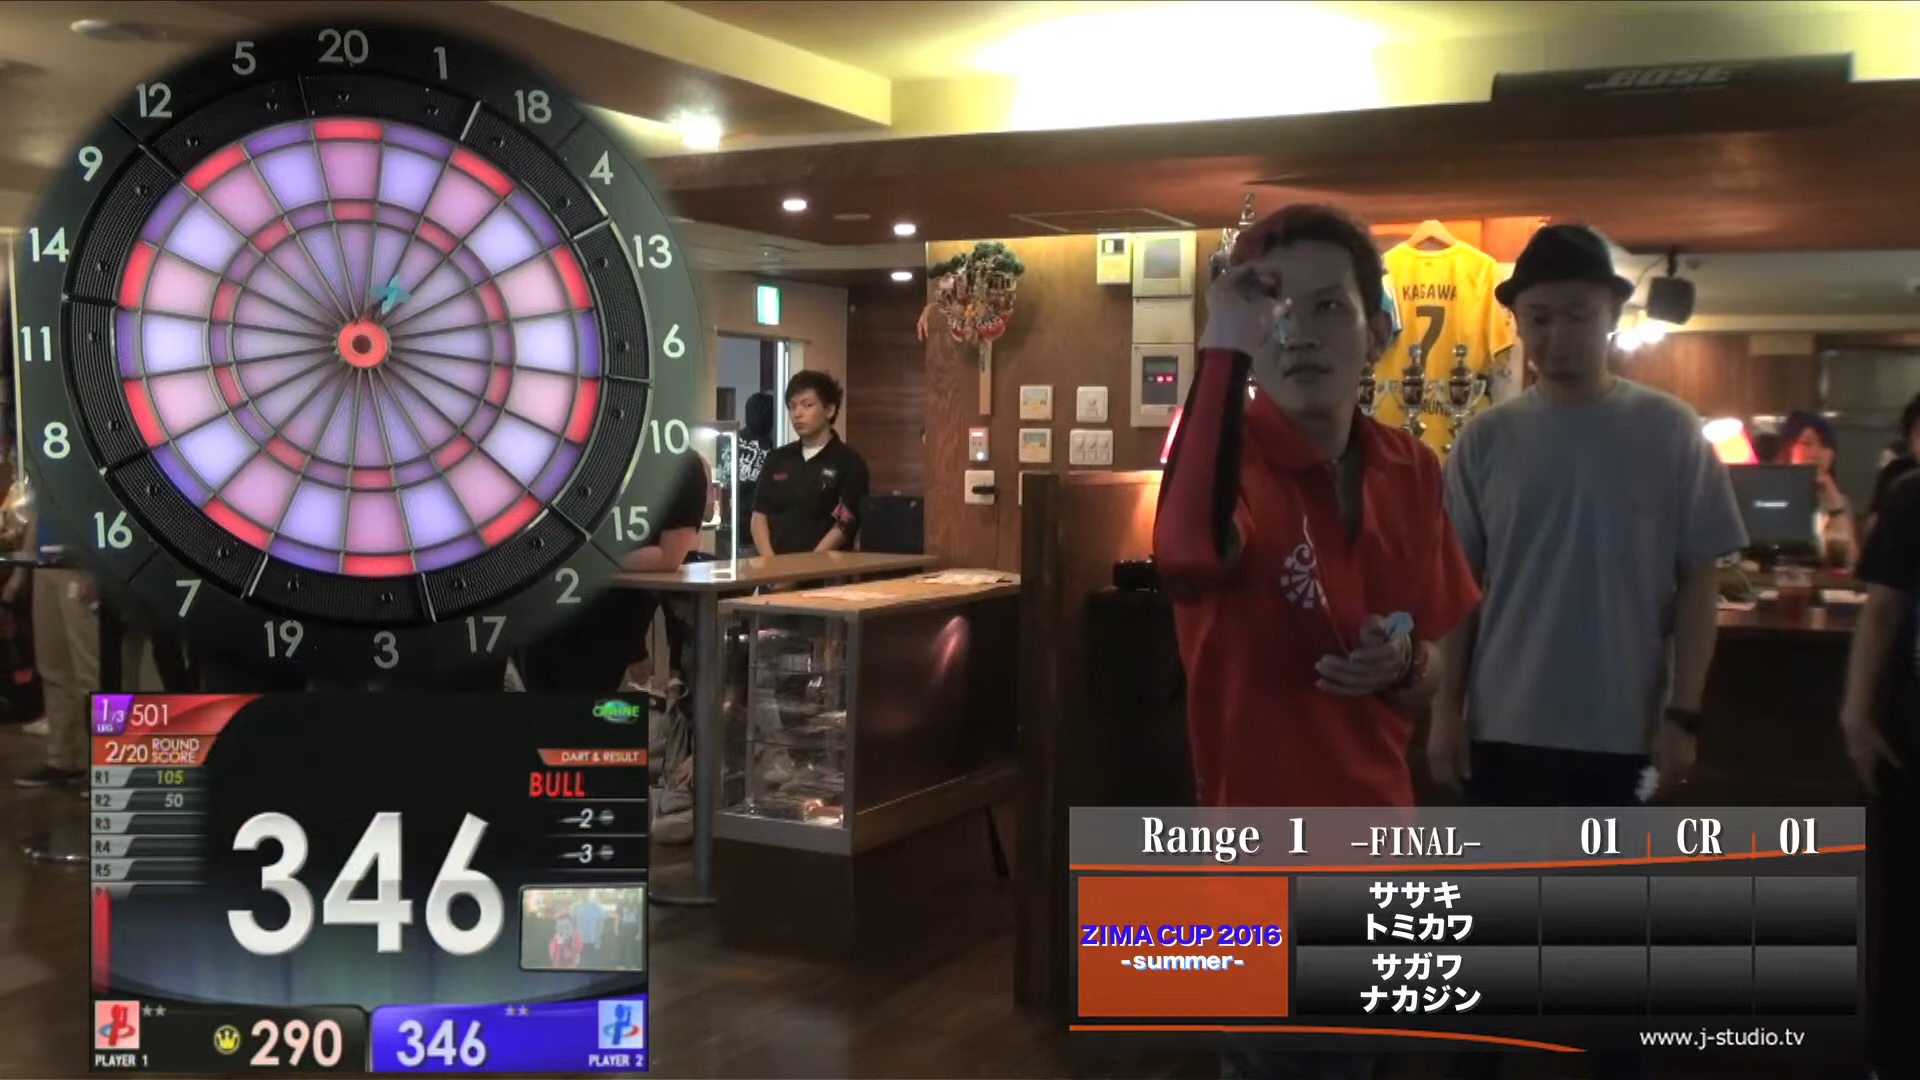 5 20 1
12 18
9 4
14 13
11 6
8 10
16 15
7 2
19 3 17
BOSE
KAGAWA
7
1/3 501
LEG
ONLINE
2/20 ROUND SCORE
DART & RESULT
R1 105
BULL
R2 50
2
R3
R4
3
R5
346
290
346
PLAYER 1
PLAYER 2
Range 1 -FINAL- 01 CR 01
ZIMA CUP 2016
-summer-
ササキ
トミカワ
サガワ
ナカジン
www.j-studio.tv